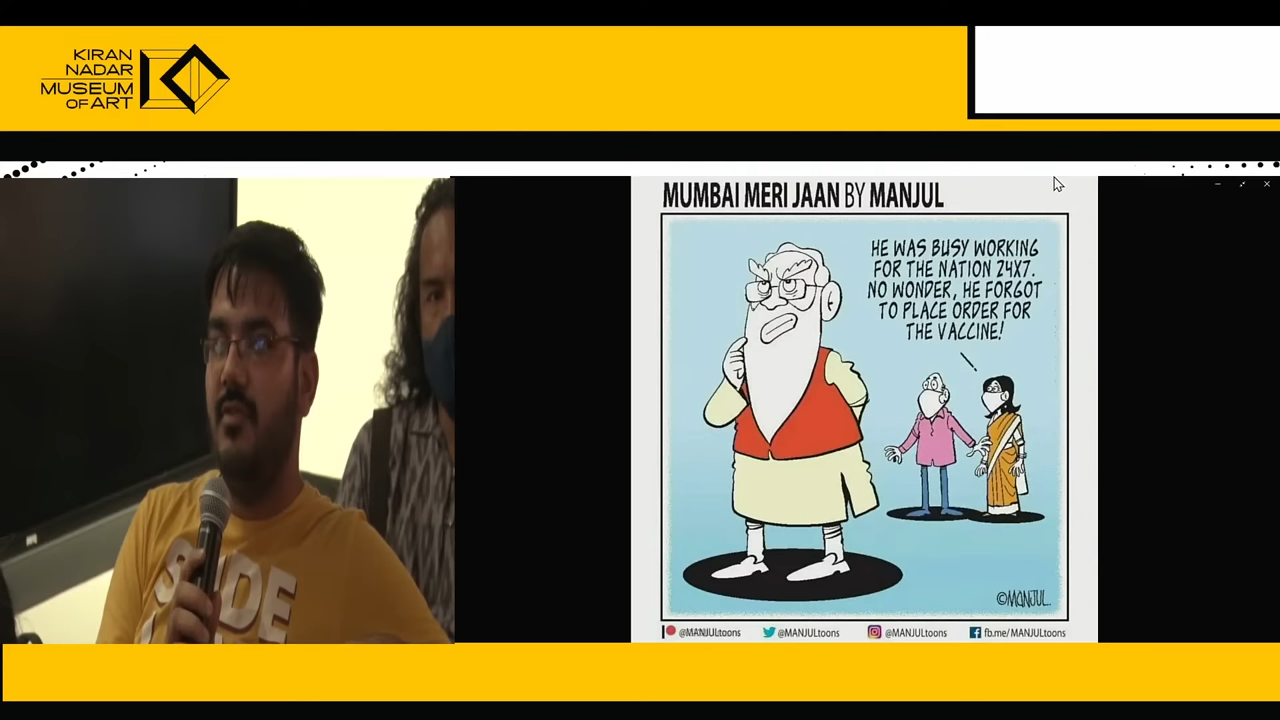 KIRAN
NADAR
MUSEUM
OF ART
MUMBAI MERI JAAN BY MANJUL
HE WAS BUSY WORKING
FOR THE NATION 24X7.
NO WONDER, HE FORGOT
TO PLACE ORDER FOR
THE VACCINE!
©MANJUL.
@MANJULtoons
@MANJULtoons
@MANJULtoons
fb.me/MANJULtoons